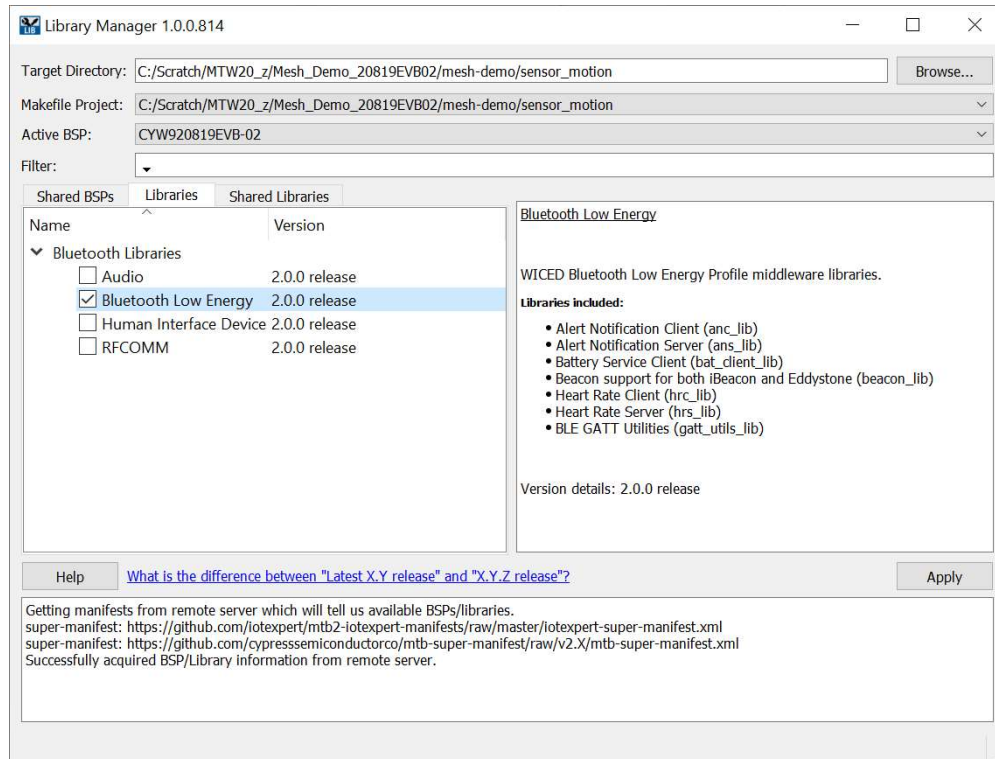 Library Manager 1.0.0.814
Target Directory: C:/Scratch/MTW20_z/Mesh_Demo_20819EVB02/mesh-demo/sensor_motion Browse...
Makefile Project: C:/Scratch/MTW20_z/Mesh_Demo_20819EVB02/mesh-demo/sensor_motion
Active BSP: CYW920819EVB-02
Filter:
Shared BSPs Libraries Shared Libraries
Name Version
Bluetooth Libraries
Audio 2.0.0 release
Bluetooth Low Energy 2.0.0 release
Human Interface Device 2.0.0 release
RFCOMM 2.0.0 release
Bluetooth Low Energy
WICED Bluetooth Low Energy Profile middleware libraries.
Libraries included:
• Alert Notification Client (anc_lib)
• Alert Notification Server (ans_lib)
• Battery Service Client (bat_client_lib)
• Beacon support for both iBeacon and Eddystone (beacon_lib)
• Heart Rate Client (hrc_lib)
• Heart Rate Server (hrs_lib)
• BLE GATT Utilities (gatt_utils_lib)
Version details: 2.0.0 release
Help What is the difference between "Latest X.Y release" and "X.Y.Z release"? Apply
Getting manifests from remote server which will tell us available BSPs/libraries.
super-manifest: https://github.com/iotexpert/mtb2-iotexpert-manifests/raw/master/iotexpert-super-manifest.xml
super-manifest: https://github.com/cypresssemiconductorco/mtb-super-manifest/raw/v2.X/mtb-super-manifest.xml
Successfully acquired BSP/Library information from remote server.